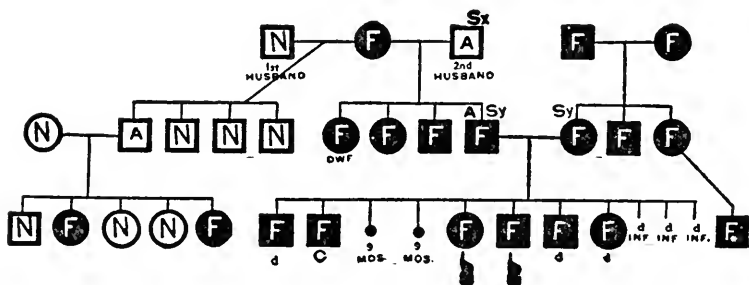 Sx
N F A F F
1st HUSBAND 2nd HUSBAND
A Sy Sy
N A N N N F F F F F F F
DWF
N F N N F F F F F F F F.
d C 9 MOS. 9 MOS. d d d INF. d INF. d INF.